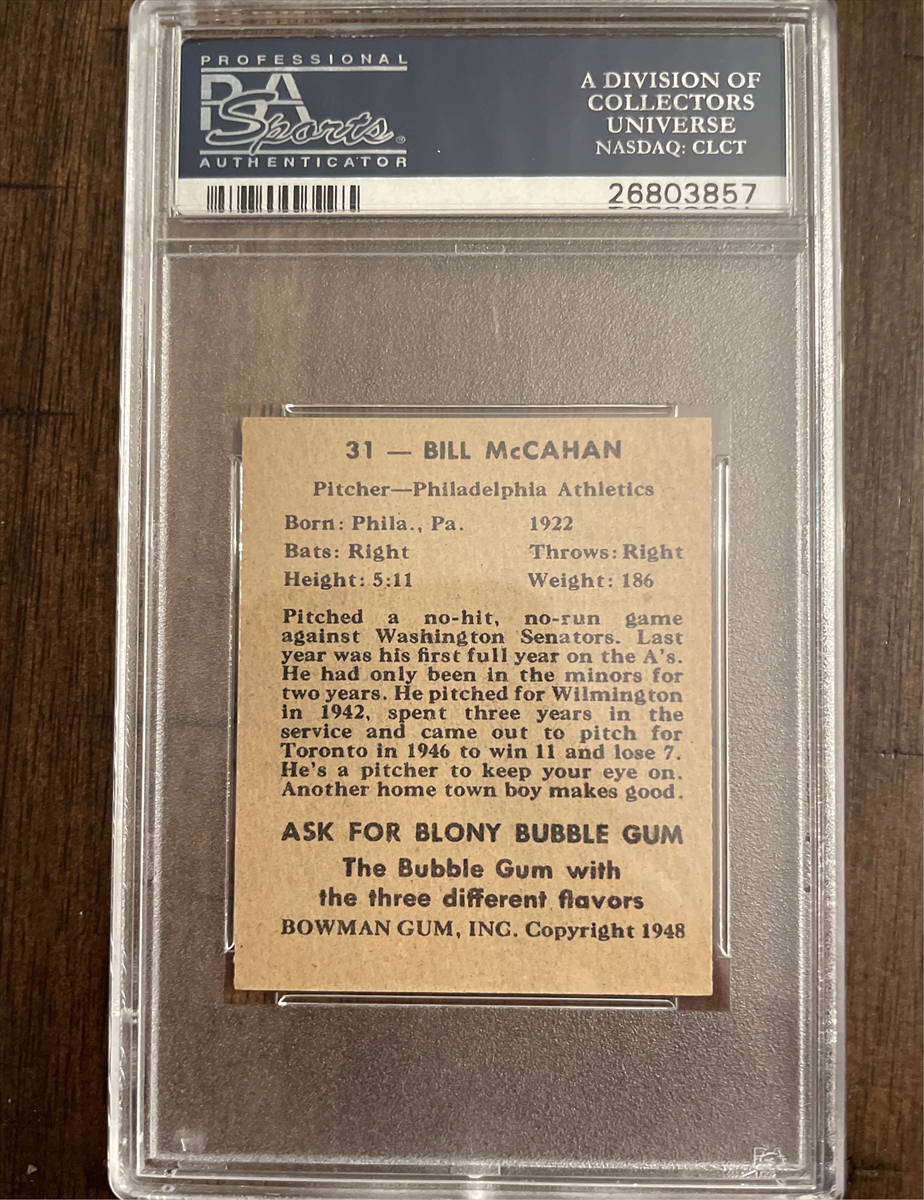 PROFESSIONAL
PSA
Sports®
AUTHENTICATOR
A DIVISION OF
COLLECTORS
UNIVERSE
NASDAQ: CLCT
26803857
31 — BILL McCAHAN
Pitcher—Philadelphia Athletics
Born: Phila., Pa. 1922
Bats: Right Throws: Right
Height: 5:11 Weight: 186
Pitched a no-hit, no-run game
against Washington Senators. Last
year was his first full year on the A's.
He had only been in the minors for
two years. He pitched for Wilmington
in 1942, spent three years in the
service and came out to pitch for
Toronto in 1946 to win 11 and lose 7.
He's a pitcher to keep your eye on.
Another home town boy makes good.
ASK FOR BLONY BUBBLE GUM
The Bubble Gum with
the three different flavors
BOWMAN GUM, INC. Copyright 1948
PSA